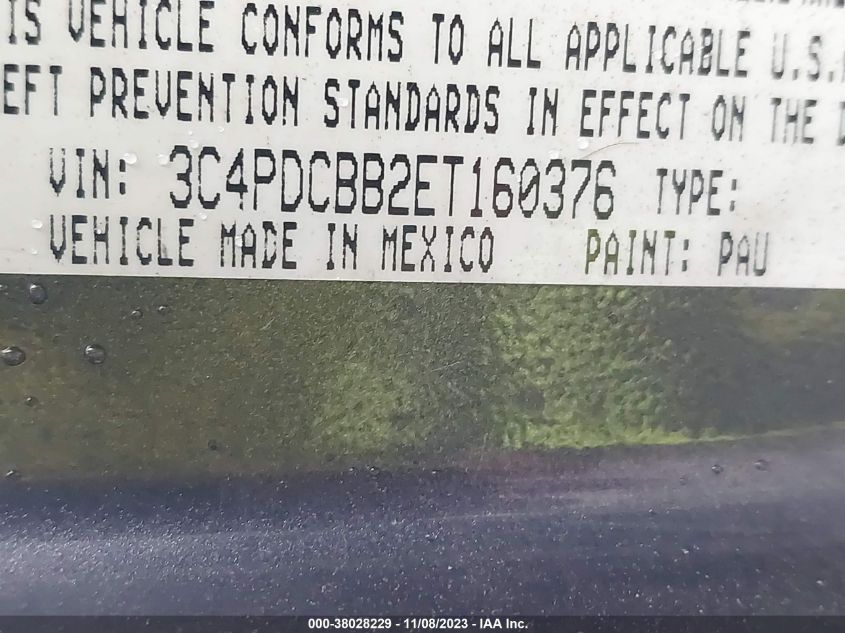 IS VEHICLE CONFORMS TO ALL APPLICABLE U.S.
EFT PREVENTION STANDARDS IN EFFECT ON THE D
VIN: 3C4PDCBB2ET160376 TYPE:
VEHICLE MADE IN MEXICO PAINT: PAU
000-38028229 - 11/08/2023 - IAA Inc.